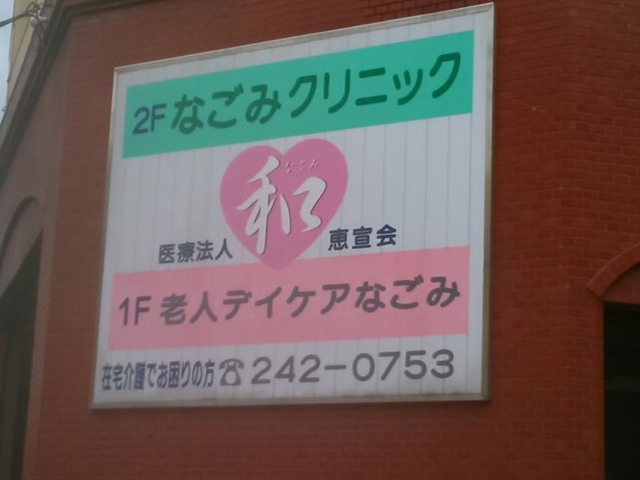 2F なごみクリニック
なごみ
和
医療法人 恵宣会
1F 老人デイケアなごみ
在宅介護でお困りの方☎242-0753